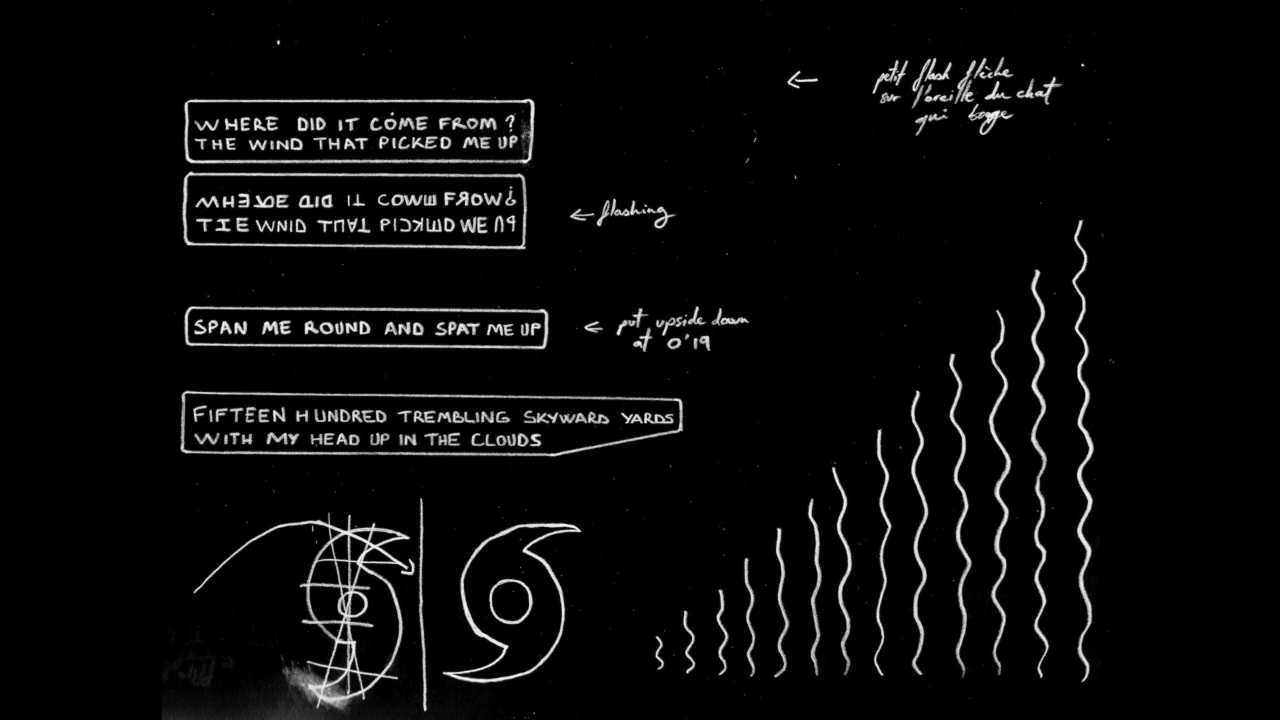 petit flash flèche
sur l'oreille du chat
qui bouge
WHERE DID IT COME FROM?
THE WIND THAT PICKED ME UP
flashing
SPAN ME ROUND AND SPAT ME UP
put upside down
at 0'19
FIFTEEN HUNDRED TREMBLING SKYWARD YARDS
WITH MY HEAD UP IN THE CLOUDS